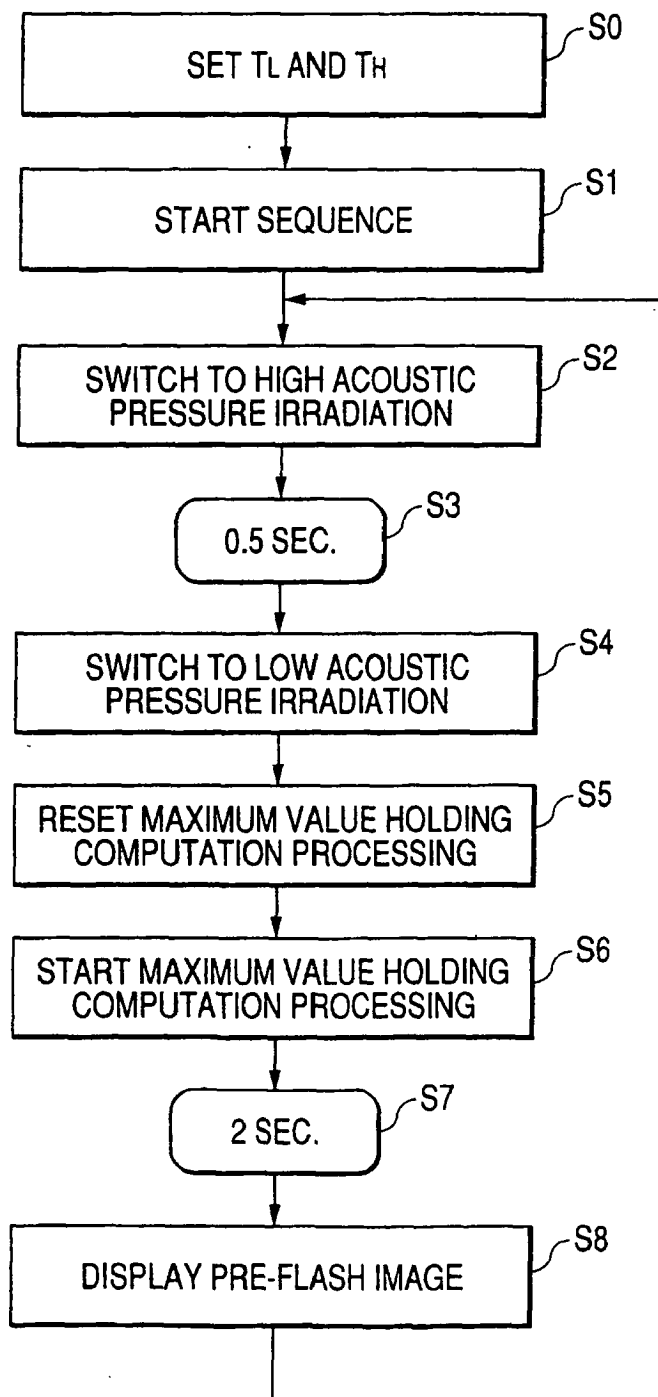 S0
SET TL AND TH
S1
START SEQUENCE
S2
SWITCH TO HIGH ACOUSTIC
PRESSURE IRRADIATION
S3
0.5 SEC.
S4
SWITCH TO LOW ACOUSTIC
PRESSURE IRRADIATION
S5
RESET MAXIMUM VALUE HOLDING
COMPUTATION PROCESSING
S6
START MAXIMUM VALUE HOLDING
COMPUTATION PROCESSING
S7
2 SEC.
S8
DISPLAY PRE-FLASH IMAGE